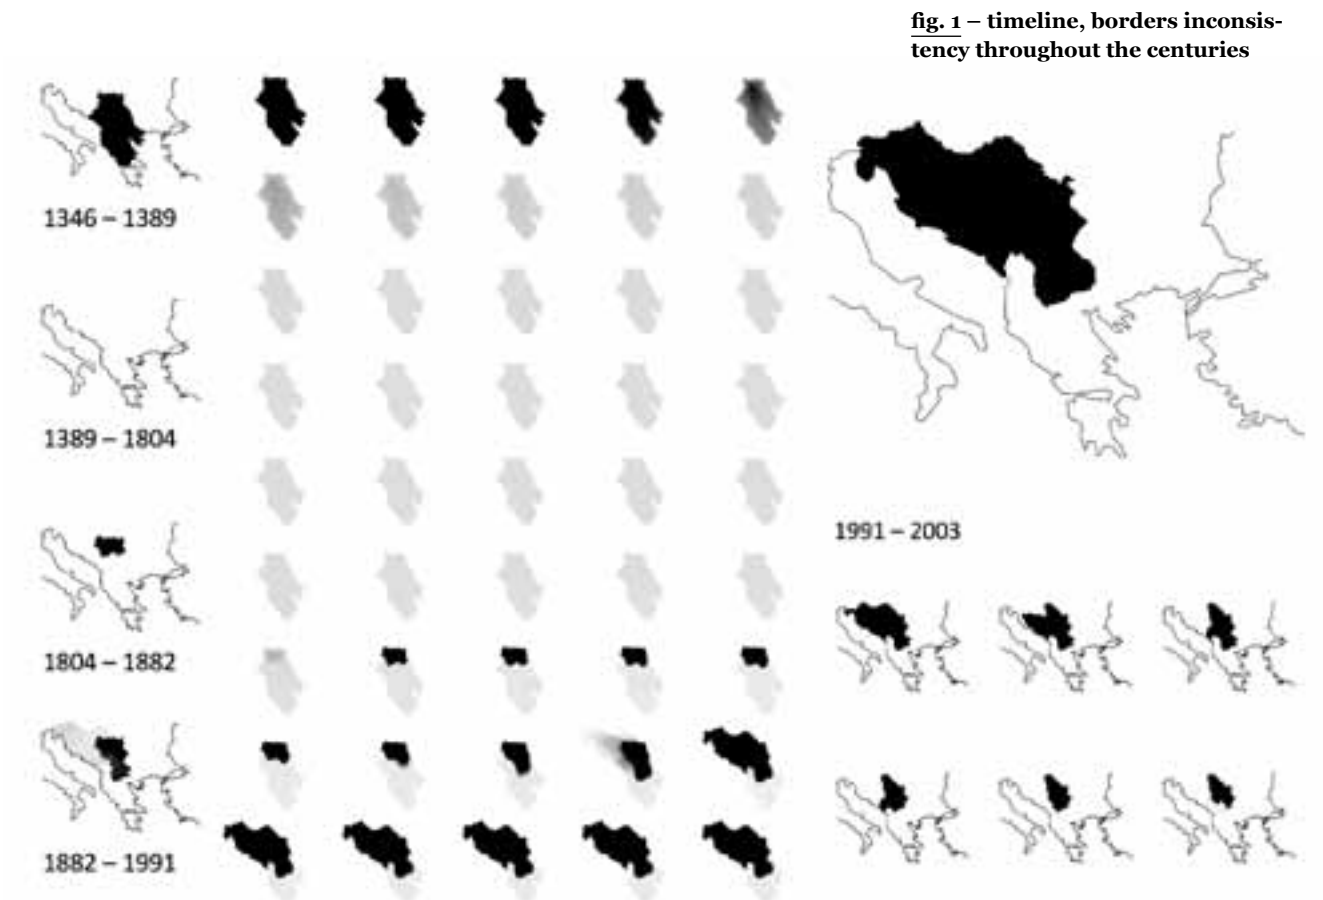 fig. 1 – timeline, borders inconsis-
tency throughout the centuries
1346 – 1389
1389 – 1804
1804 – 1882
1882 – 1991
1991 – 2003